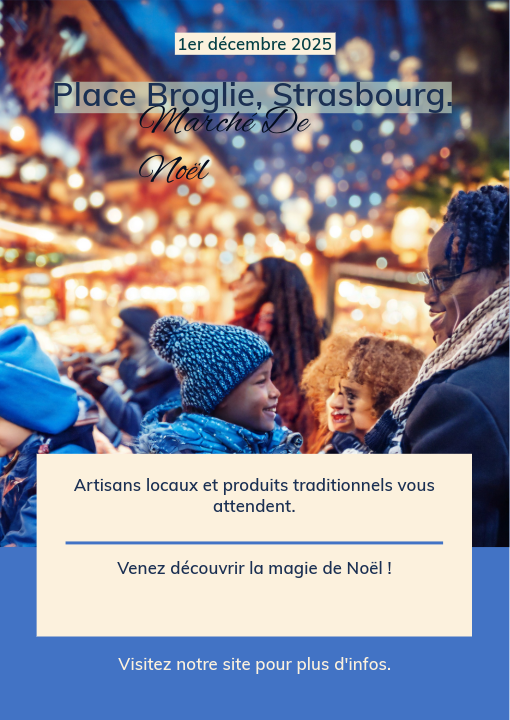 1er décembre 2025
Place Broglie, Strasbourg.
Marché De
Noël
Artisans locaux et produits traditionnels vous
attendent.
Venez découvrir la magie de Noël !
Visitez notre site pour plus d'infos.